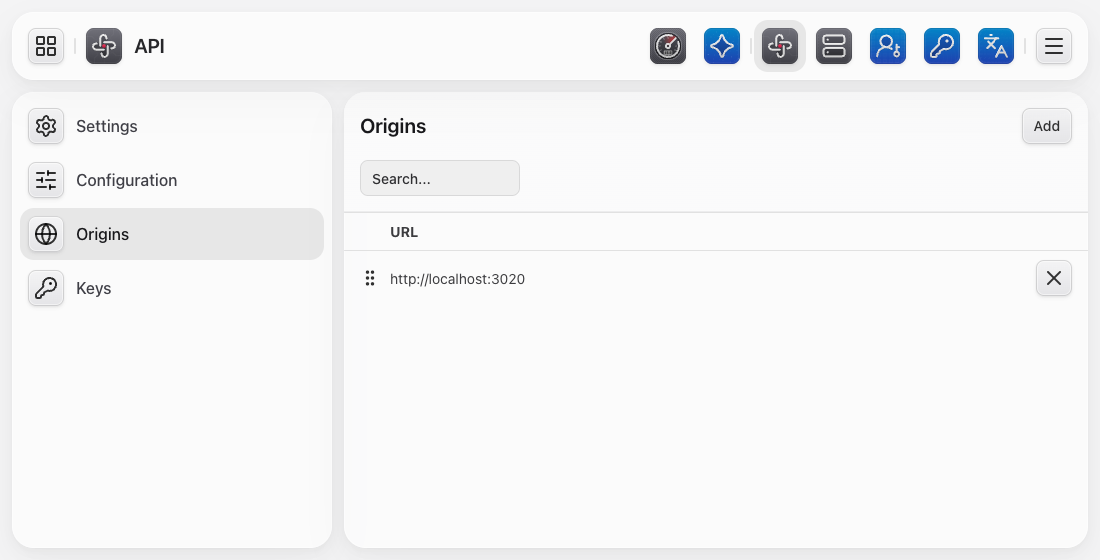 API
Settings
Configuration
Origins
Keys
Origins
Add
Search...
URL
http://localhost:3020